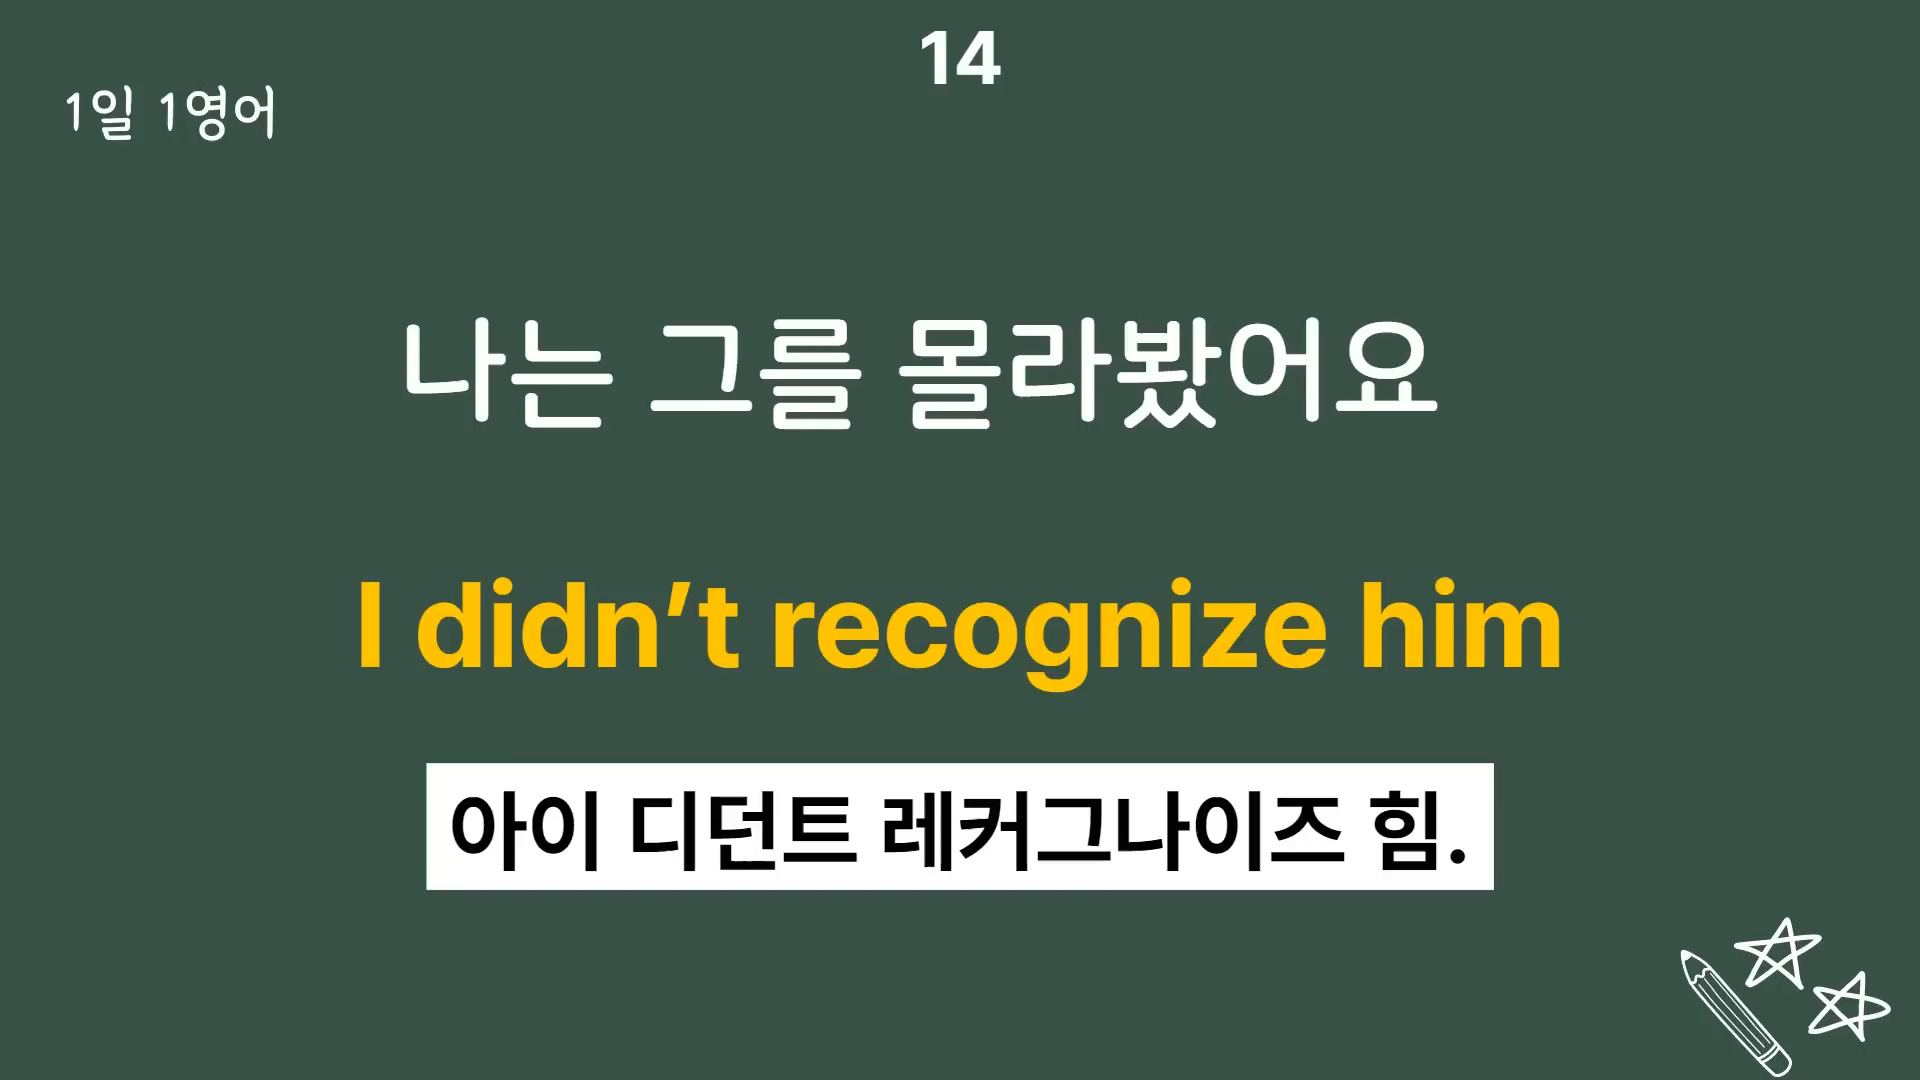 14
1일 1영어
나는 그를 몰라봤어요
I didn’t recognize him
아이 디던트 레커그나이즈 힘.